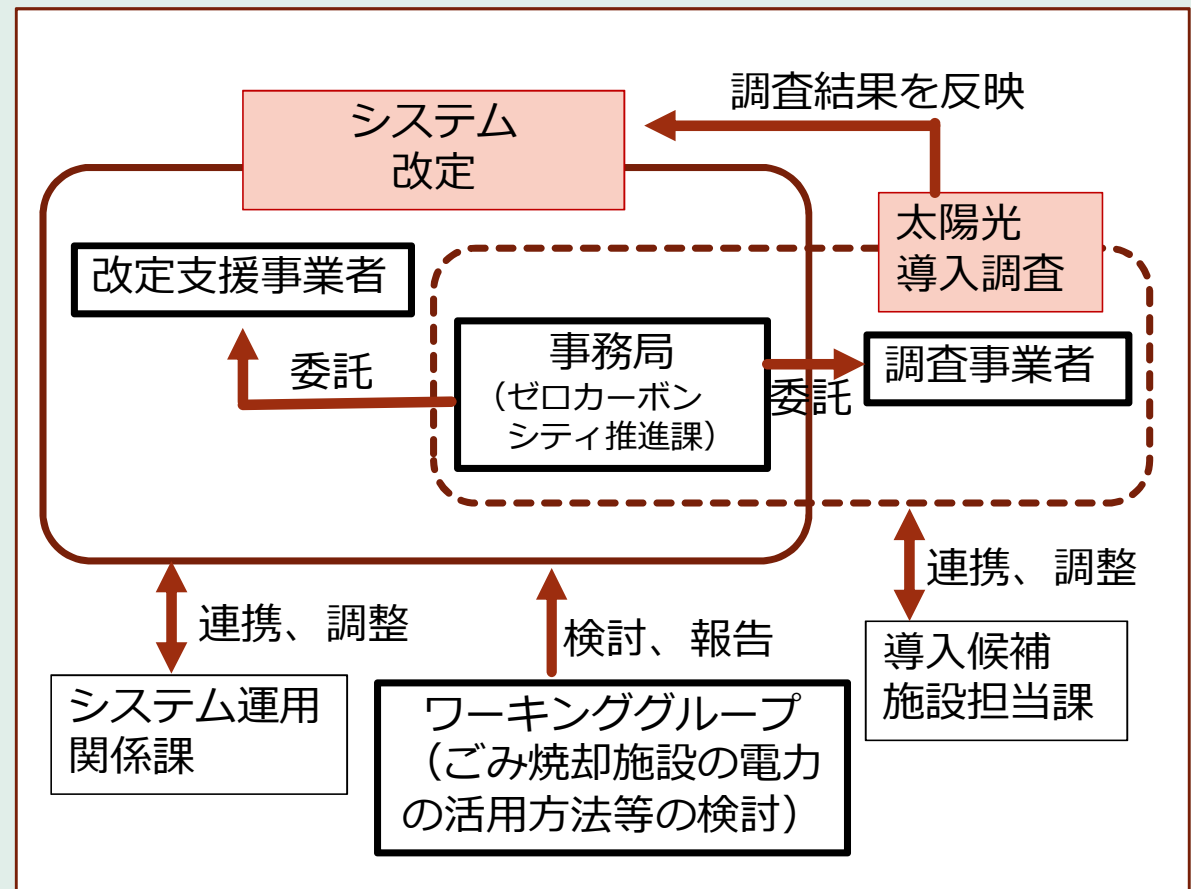 調査結果を反映
システム
改定
太陽光
導入調査
改定支援事業者
事務局
（ゼロカーボン
シティ推進課）
調査事業者
委託
委託
連携、調整
検討、報告
連携、調整
システム運用
関係課
ワーキンググループ
（ごみ焼却施設の電力
の活用方法等の検討）
導入候補
施設担当課